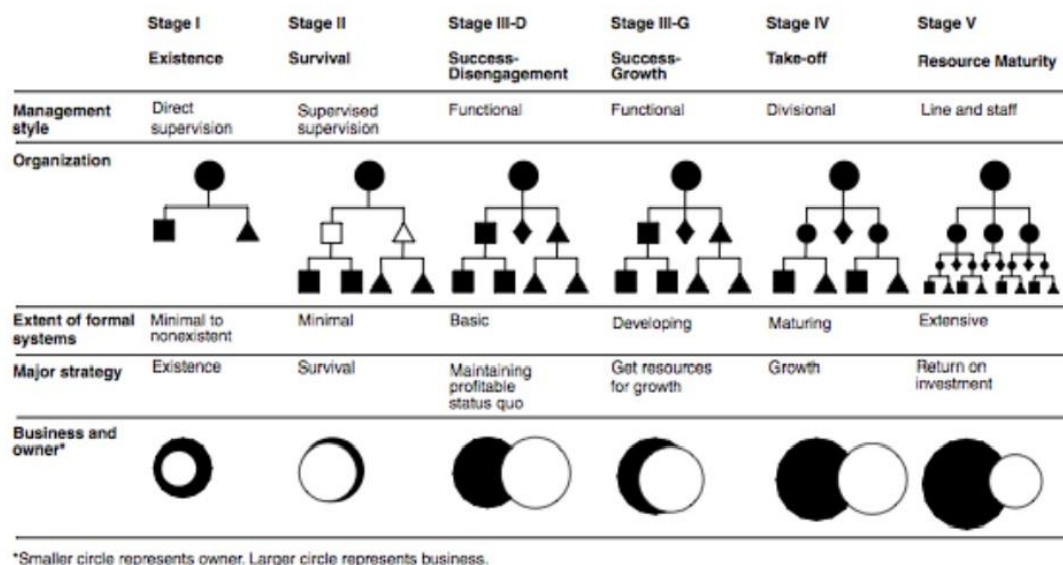 Stage I Stage II Stage III-D Stage III-G Stage IV Stage V
Existence Survival Success- Success- Take-off Resource Maturity
Disengagement Growth
Management Direct Supervised Functional Functional Divisional Line and staff
style supervision supervision
Organization
Extent of formal Minimal to Minimal Basic Developing Maturing Extensive
systems nonexistent
Major strategy Existence Survival Maintaining Get resources Growth Return on
profitable for growth investment
status quo
Business and
owner*
*Smaller circle represents owner. Larger circle represents business.